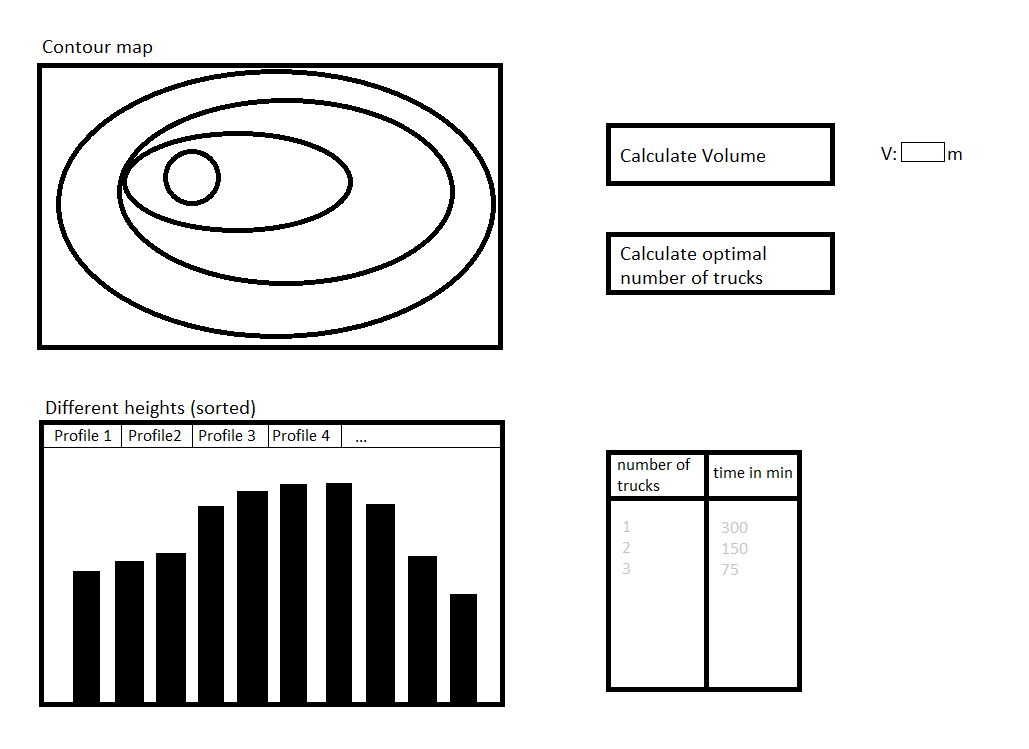 Contour map
Calculate Volume
V: m
Calculate optimal
number of trucks
Different heights (sorted)
Profile 1 Profile2 Profile 3 Profile 4 ...
number of
trucks
time in min
1 300
2 150
3 75